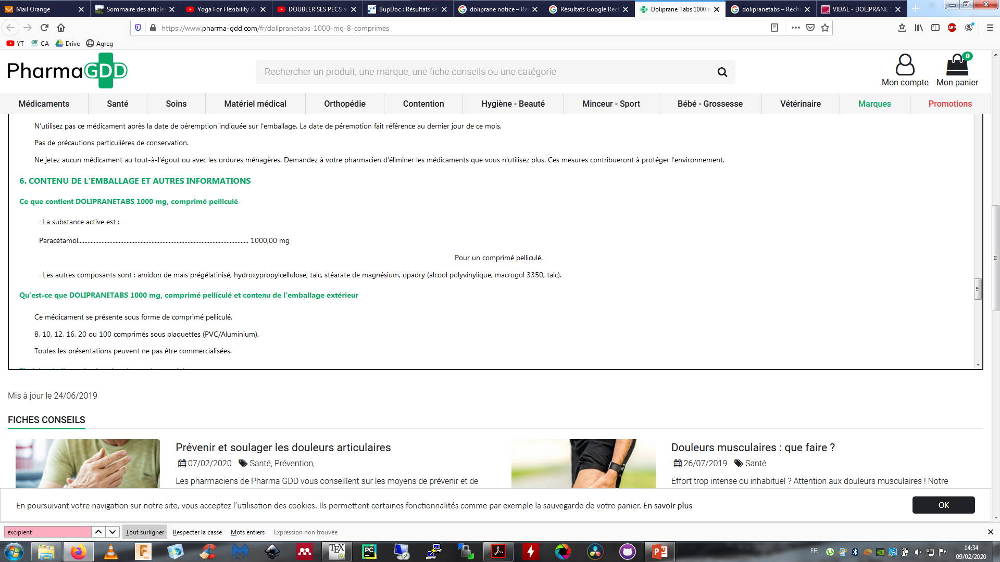 Mail Orange
Sommaire des articles
Yoga For Flexibility &
DOUBLER SES PECS a
BupDoc : Résultats sé
doliprane notice – Re
Résultats Google Rech
Doliprane Tabs 1000 m
dolipranetabs – Reche
VIDAL - DOLIPRANE 1
https://www.pharma-gdd.com/fr/dolipranetabs-1000-mg-8-comprimes
ABP
YT CA Drive Agreg
PharmaGDD
Rechercher un produit, une marque, une fiche conseils ou une catégorie
0
Mon compte Mon panier
Médicaments Santé Soins Matériel médical Orthopédie Contention Hygiène - Beauté Minceur - Sport Bébé - Grossesse Vétérinaire Marques Promotions
N’utilisez pas ce médicament après la date de péremption indiquée sur l’emballage. La date de péremption fait référence au dernier jour de ce mois.
Pas de précautions particulières de conservation.
Ne jetez aucun médicament au tout-à-l’égout ou avec les ordures ménagères. Demandez à votre pharmacien d’éliminer les médicaments que vous n’utilisez plus. Ces mesures contribueront à protéger l’environnement.
6. CONTENU DE L’EMBALLAGE ET AUTRES INFORMATIONS
Ce que contient DOLIPRANETABS 1000 mg, comprimé pelliculé
· La substance active est :
Paracétamol............................................................................................................. 1000,00 mg
Pour un comprimé pelliculé.
· Les autres composants sont : amidon de maïs prégélatinisé, hydroxypropylcellulose, talc, stéarate de magnésium, opadry (alcool polyvinylique, macrogol 3350, talc).
Qu’est-ce que DOLIPRANETABS 1000 mg, comprimé pelliculé et contenu de l’emballage extérieur
Ce médicament se présente sous forme de comprimé pelliculé.
8, 10, 12, 16, 20 ou 100 comprimés sous plaquettes (PVC/Aluminium).
Toutes les présentations peuvent ne pas être commercialisées.
Mis à jour le 24/06/2019
FICHES CONSEILS
Prévenir et soulager les douleurs articulaires
07/02/2020 Santé, Prévention,
Les pharmaciens de Pharma GDD vous conseillent sur les moyens de prévenir et de
Douleurs musculaires : que faire ?
26/07/2019 Santé
Effort trop intense ou inhabituel ? Attention aux douleurs musculaires ! Notre
En poursuivant votre navigation sur notre site, vous acceptez l’utilisation des cookies. Ils permettent certaines fonctionnalités comme par exemple la sauvegarde de votre panier. En savoir plus
OK
excipient Tout surligner Respecter la casse Mots entiers Expression non trouvée
F
360
TEX
PC
FR
14:34
09/02/2020